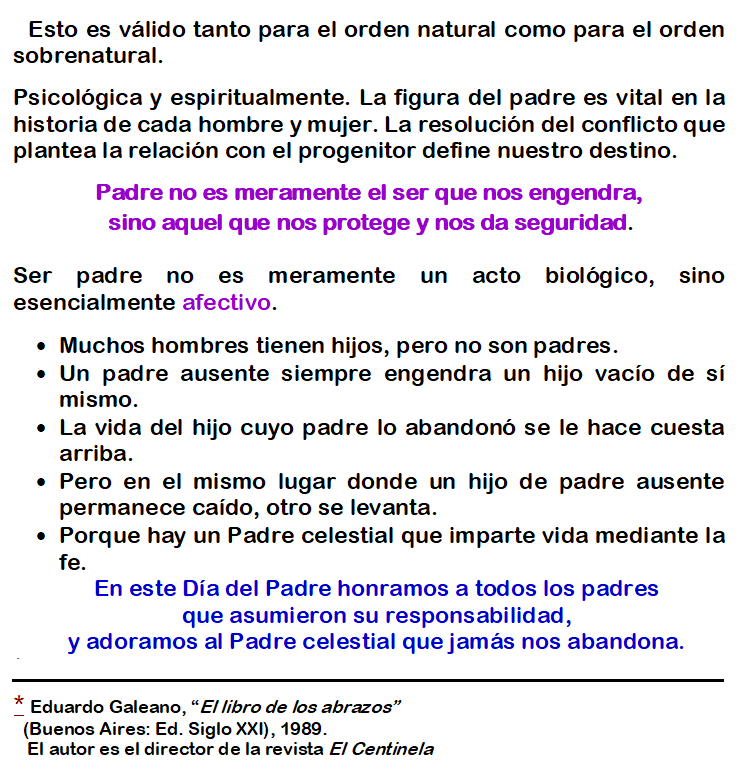 Esto es válido tanto para el orden natural como para el orden
sobrenatural.
Psicológica y espiritualmente. La figura del padre es vital en la
historia de cada hombre y mujer. La resolución del conflicto que
plantea la relación con el progenitor define nuestro destino.
Padre no es meramente el ser que nos engendra,
sino aquel que nos protege y nos da seguridad.
Ser padre no es meramente un acto biológico, sino
esencialmente afectivo.
• Muchos hombres tienen hijos, pero no son padres.
• Un padre ausente siempre engendra un hijo vacío de sí
mismo.
• La vida del hijo cuyo padre lo abandonó se le hace cuesta
arriba.
• Pero en el mismo lugar donde un hijo de padre ausente
permanece caído, otro se levanta.
• Porque hay un Padre celestial que imparte vida mediante la
fe.
En este Día del Padre honramos a todos los padres
que asumieron su responsabilidad,
y adoramos al Padre celestial que jamás nos abandona.
* Eduardo Galeano, “El libro de los abrazos”
(Buenos Aires: Ed. Siglo XXI), 1989.
El autor es el director de la revista El Centinela